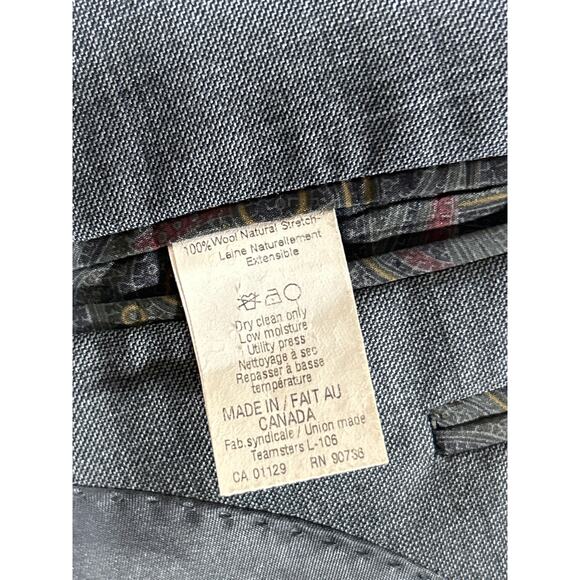 100% Wool Natural Stretch-
Laine Naturellement
Extensible
Dry clean only
Low moisture
Utility press
Nettoyage à sec
Repasser à basse
température
MADE IN / FAIT AU
CANADA
Fab.syndicale / Union made
Teamsters L-106
CA 01129 RN 90736